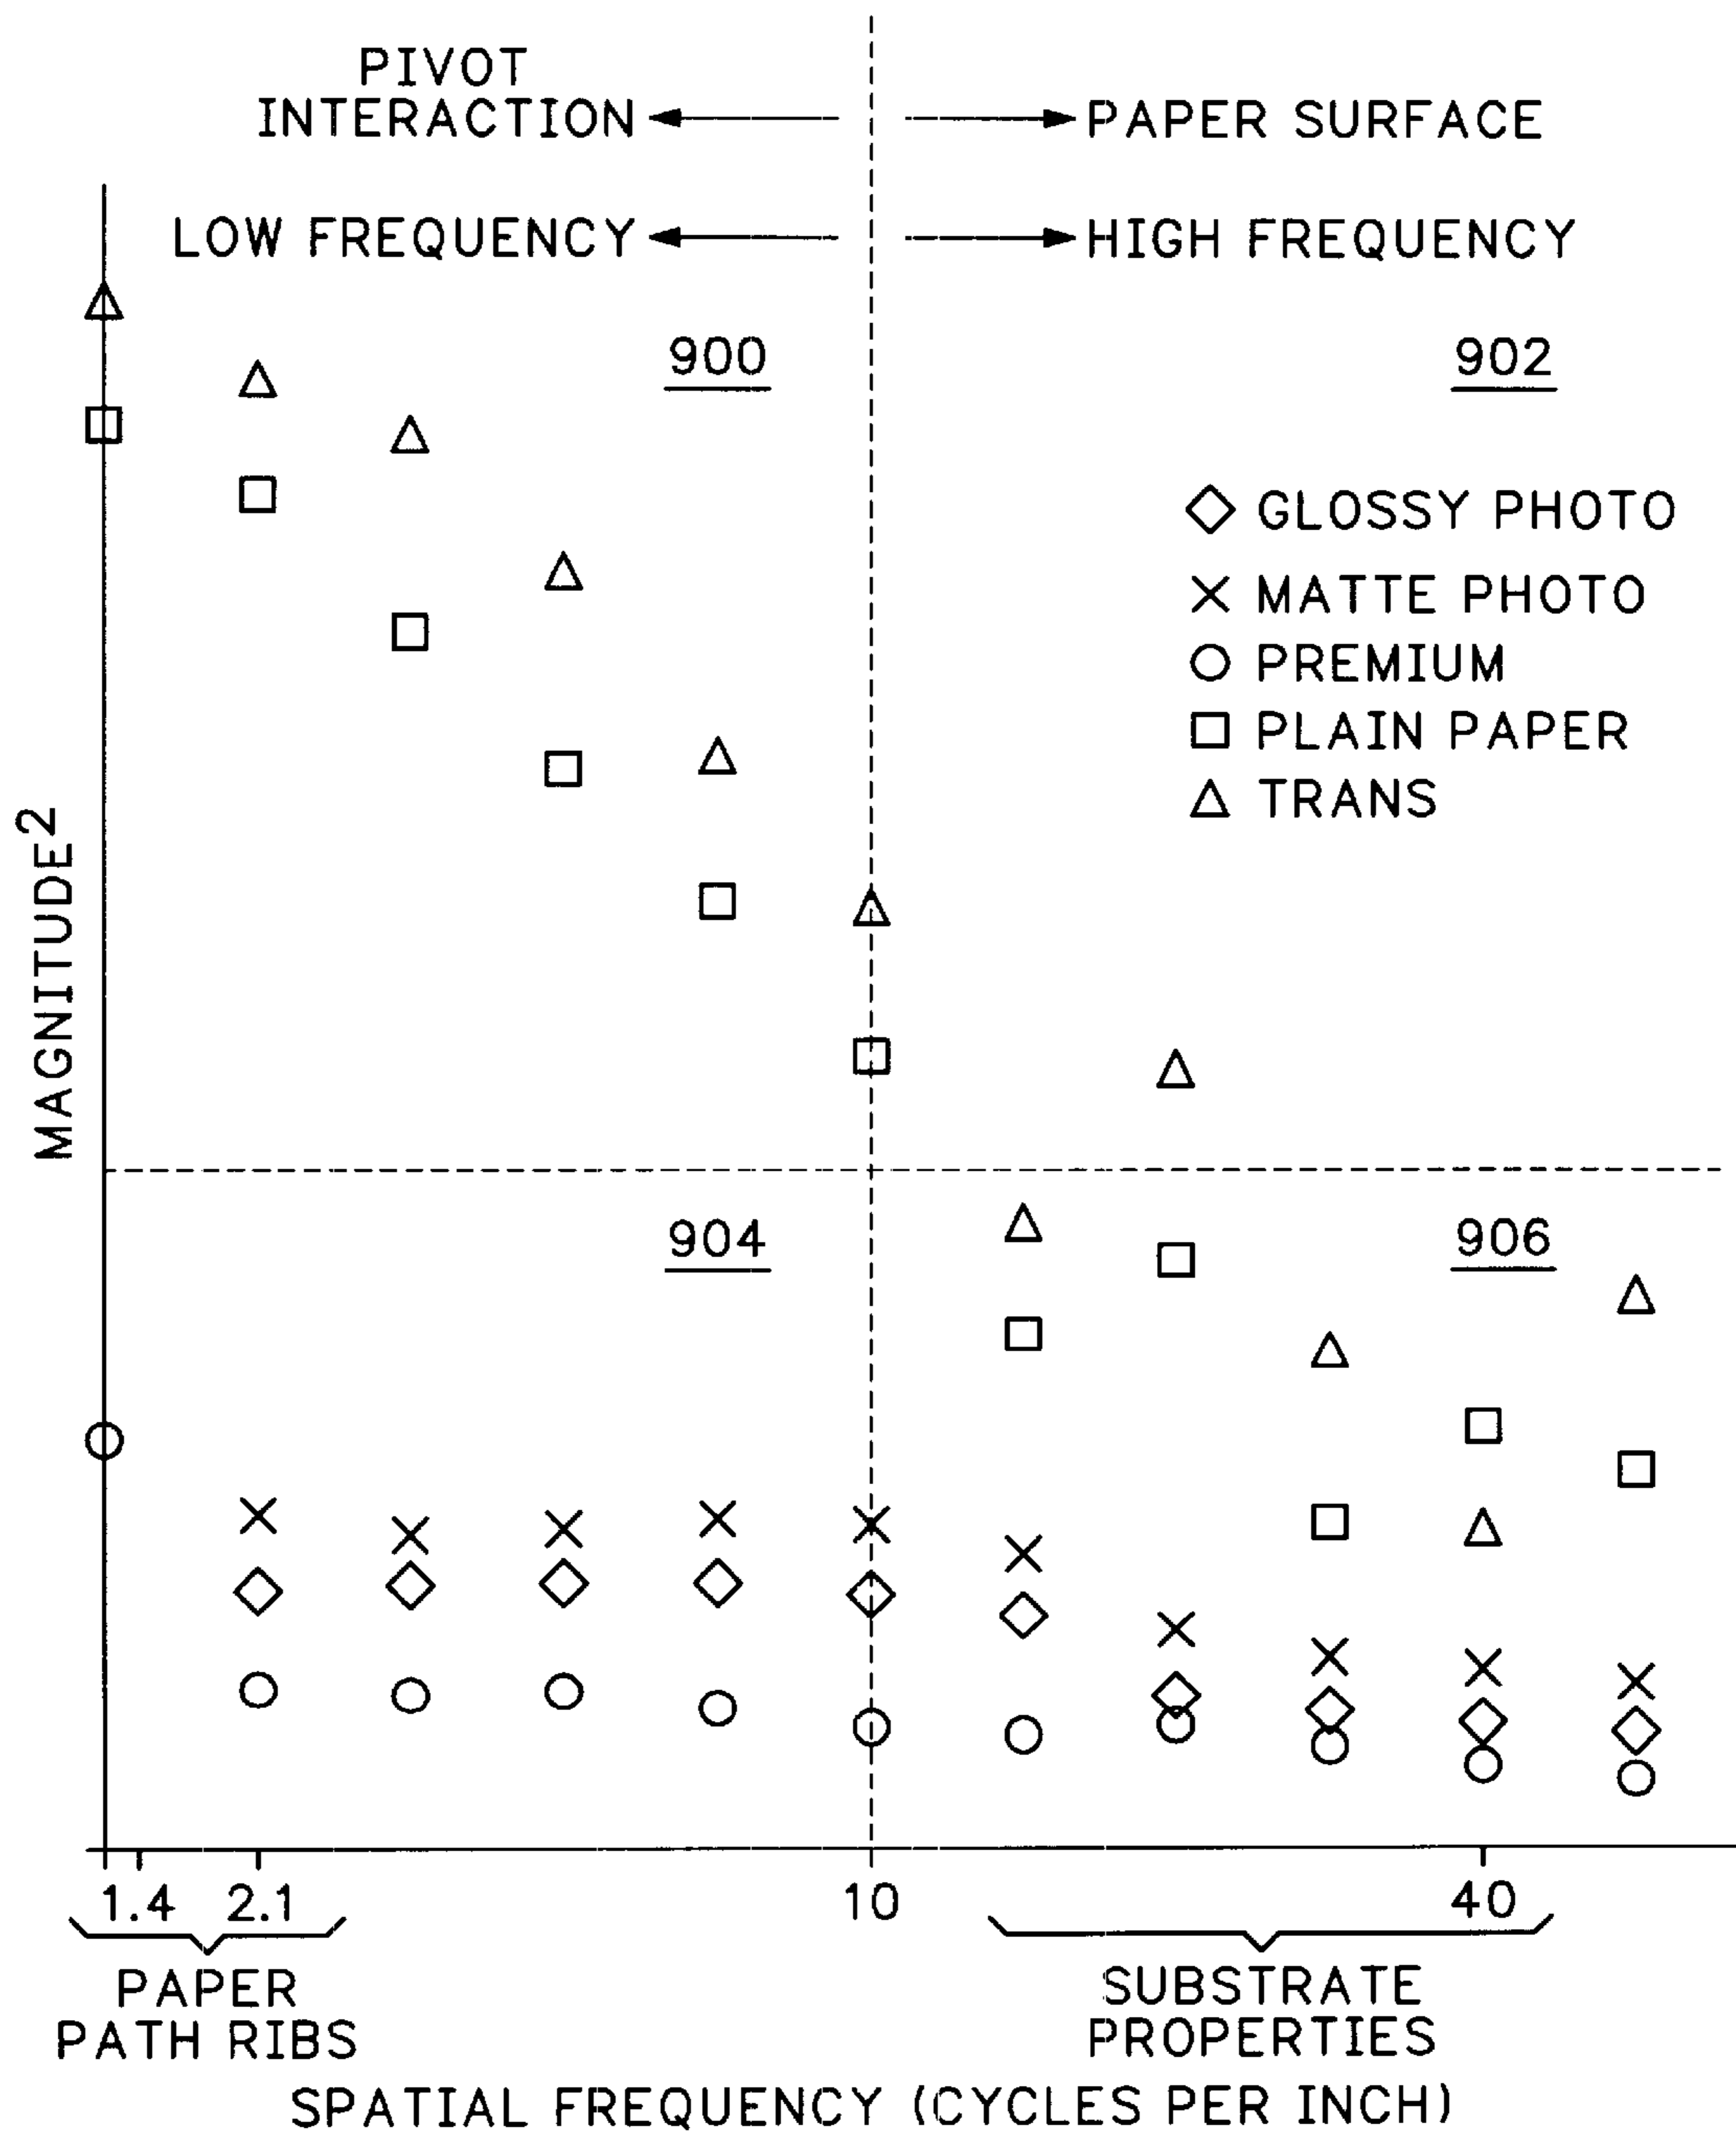 PIVOT
INTERACTION
PAPER SURFACE
LOW FREQUENCY
HIGH FREQUENCY
900
902
GLOSSY PHOTO
MATTE PHOTO
PREMIUM
PLAIN PAPER
TRANS
MAGNITUDE²
904
906
1.4 2.1 10 40
PAPER
PATH RIBS
SUBSTRATE
PROPERTIES
SPATIAL FREQUENCY (CYCLES PER INCH)